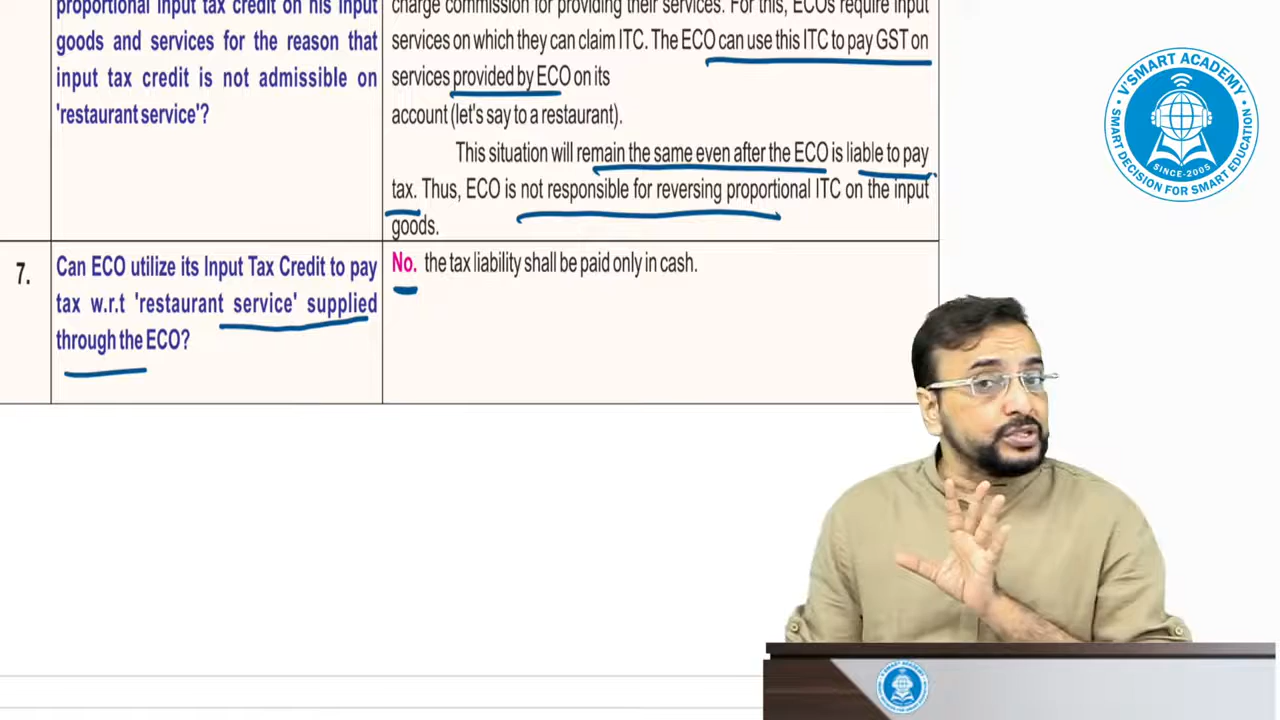 proportional input tax credit on his input
goods and services for the reason that
input tax credit is not admissible on
'restaurant service'?
charge commission for providing their services. For this, ECOs require input
services on which they can claim ITC. The ECO can use this ITC to pay GST on
services provided by ECO on its
account (let's say to a restaurant).
This situation will remain the same even after the ECO is liable to pay
tax. Thus, ECO is not responsible for reversing proportional ITC on the input
goods.
7.
Can ECO utilize its Input Tax Credit to pay
tax w.r.t 'restaurant service' supplied
through the ECO?
No. the tax liability shall be paid only in cash.
V'SMART ACADEMY
SINCE-2005
SMART DECISION FOR SMART EDUCATION